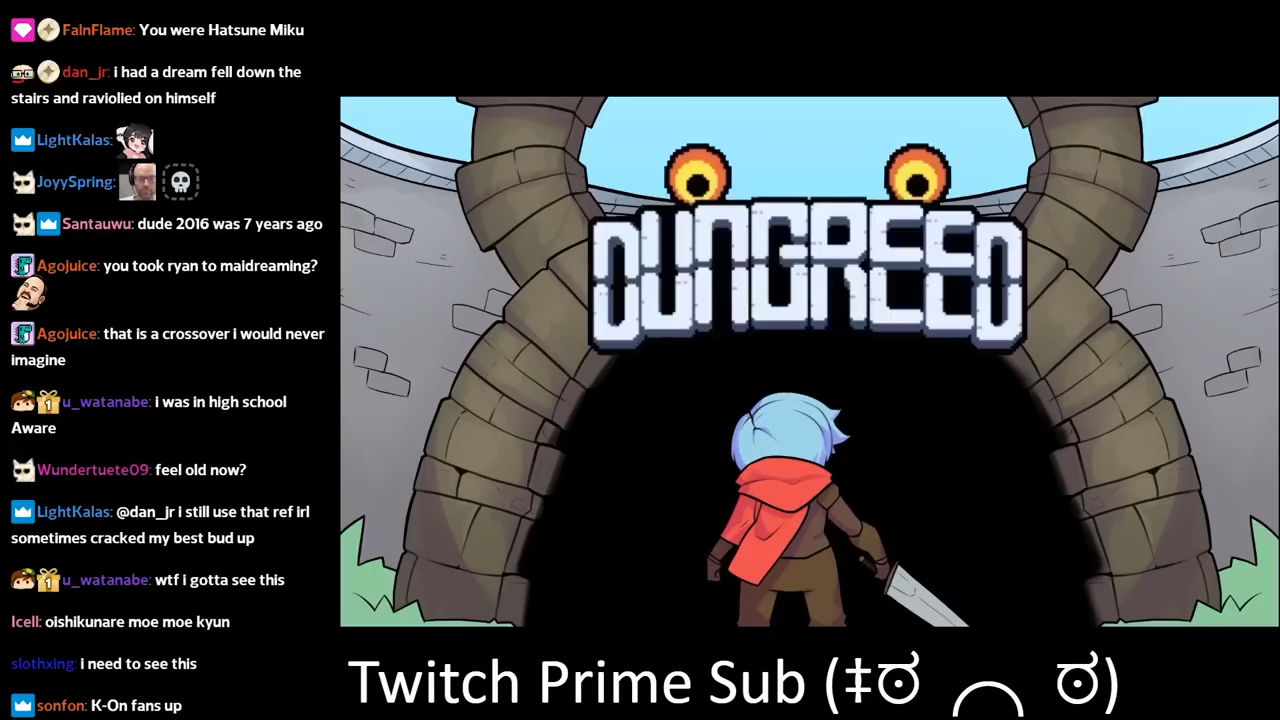 FalnFlame: You were Hatsune Miku
dan_jr: i had a dream fell down the
stairs and raviolied on himself
LightKalas:
JoyySpring:
Santauwu: dude 2016 was 7 years ago
Agojuice: you took ryan to maidreaming?
Agojuice: that is a crossover i would never
imagine
u_watanabe: i was in high school
Aware
Wundertuete09: feel old now?
LightKalas: @dan_jr i still use that ref irl
sometimes cracked my best bud up
u_watanabe: wtf i gotta see this
Icell: oishikunare moe moe kyun
slothxing: i need to see this
sonfon: K-On fans up
DUNGREED
Twitch Prime Sub (‡ಠ ⁀ ಠ)